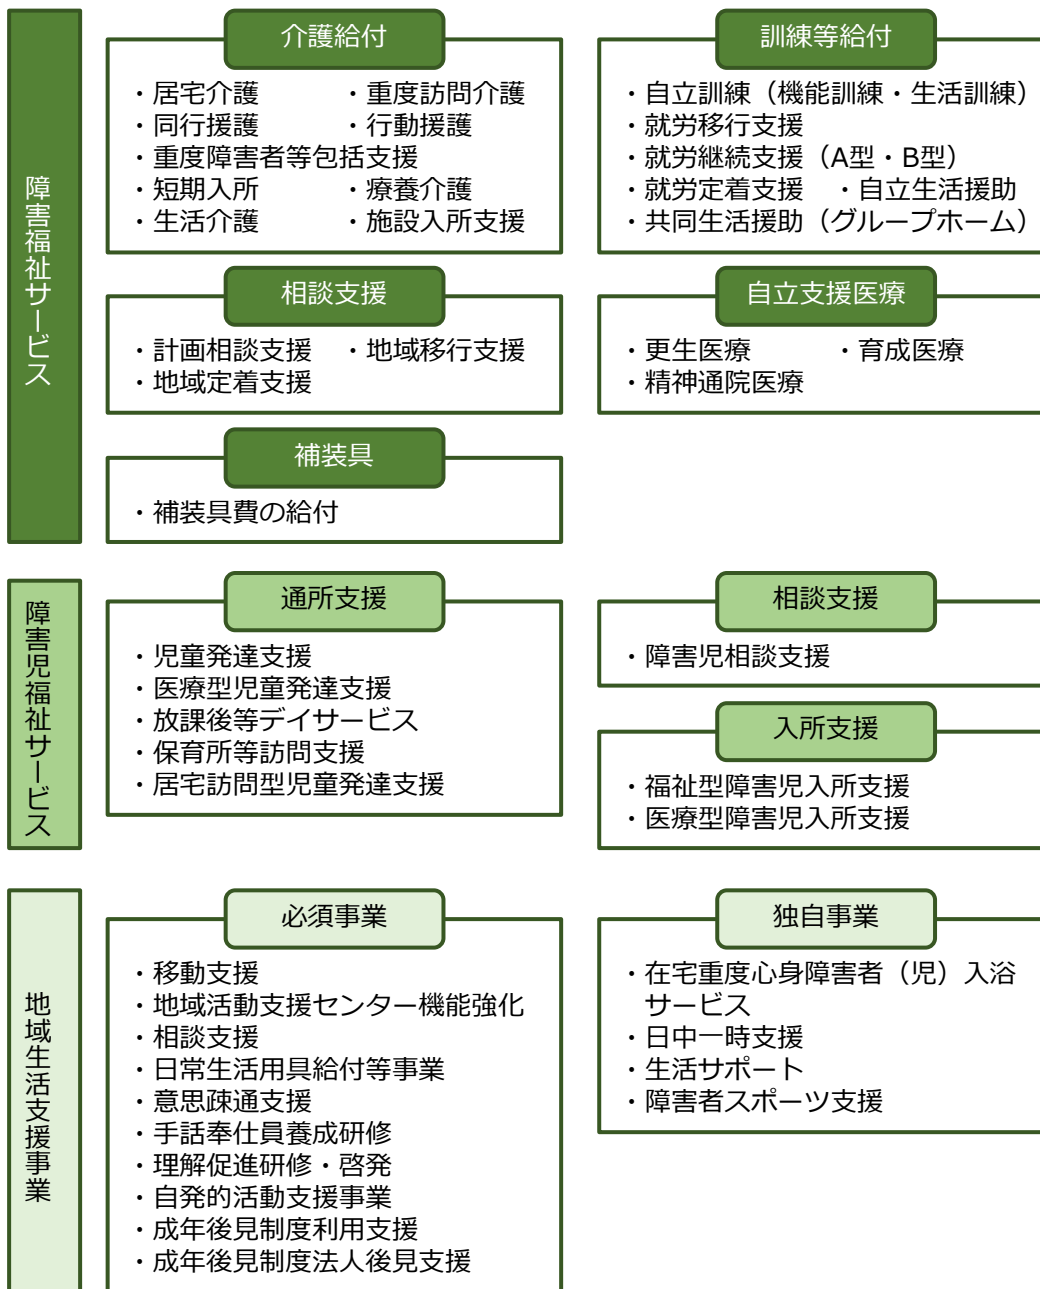 障害福祉サービス
介護給付
・居宅介護 ・重度訪問介護
・同行援護 ・行動援護
・重度障害者等包括支援
・短期入所 ・療養介護
・生活介護 ・施設入所支援
訓練等給付
・自立訓練（機能訓練・生活訓練）
・就労移行支援
・就労継続支援（A型・B型）
・就労定着支援 ・自立生活援助
・共同生活援助（グループホーム）
相談支援
・計画相談支援 ・地域移行支援
・地域定着支援
自立支援医療
・更生医療 ・育成医療
・精神通院医療
補装具
・補装具費の給付
障害児福祉サービス
通所支援
・児童発達支援
・医療型児童発達支援
・放課後等デイサービス
・保育所等訪問支援
・居宅訪問型児童発達支援
相談支援
・障害児相談支援
入所支援
・福祉型障害児入所支援
・医療型障害児入所支援
地域生活支援事業
必須事業
・移動支援
・地域活動支援センター機能強化
・相談支援
・日常生活用具給付等事業
・意思疎通支援
・手話奉仕員養成研修
・理解促進研修・啓発
・自発的活動支援事業
・成年後見制度利用支援
・成年後見制度法人後見支援
独自事業
・在宅重度心身障害者（児）入浴
サービス
・日中一時支援
・生活サポート
・障害者スポーツ支援